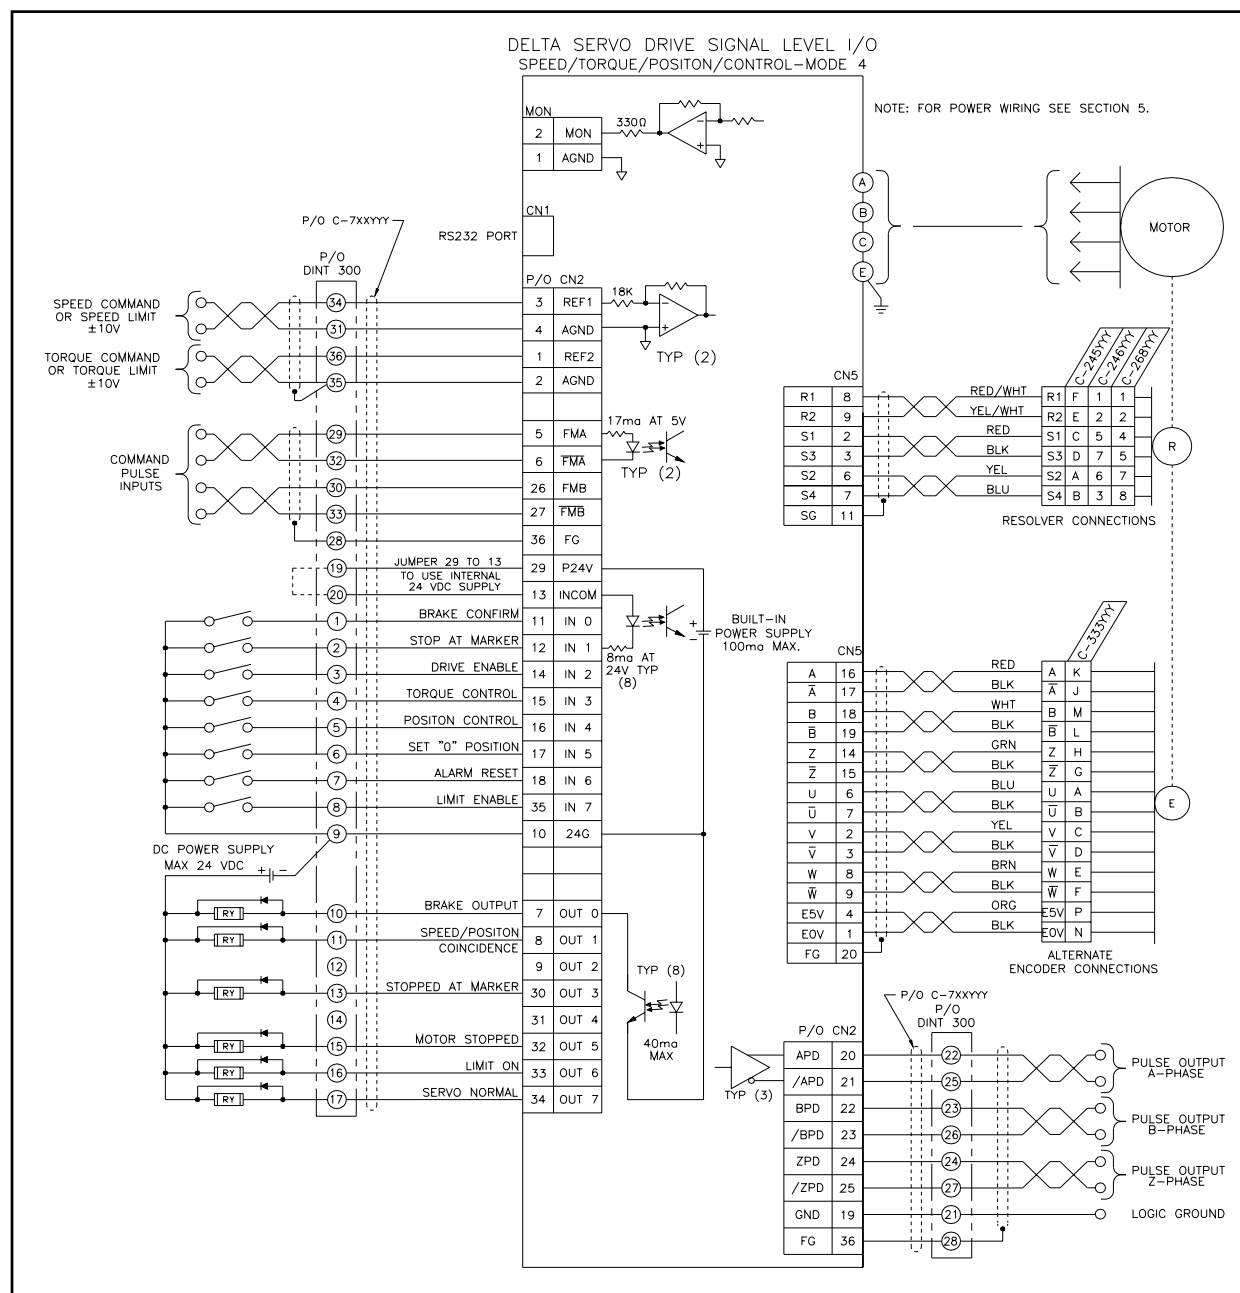 DELTA SERVO DRIVE SIGNAL LEVEL I/O
SPEED/TORQUE/POSITON/CONTROL-MODE 4
NOTE: FOR POWER WIRING SEE SECTION 5.
MON
2 MON 330Ω
1 AGND
CN1
RS232 PORT
A
B
C
E
MOTOR
P/O C-7XXYYY
P/O
DINT 300
P/O CN2
SPEED COMMAND
OR SPEED LIMIT
±10V
34 3 REF1 18K
31 4 AGND
TYP (2)
TORQUE COMMAND
OR TORQUE LIMIT
±10V
36 1 REF2
35 2 AGND
COMMAND
PULSE
INPUTS
29 5 FMA 17ma AT 5V
32 6 F̅M̅A̅ TYP (2)
30 26 FMB
33 27 F̅M̅B̅
28 36 FG
19 JUMPER 29 TO 13 29 P24V
TO USE INTERNAL
24 VDC SUPPLY
20 13 INCOM
1 BRAKE CONFIRM 11 IN 0
2 STOP AT MARKER 12 IN 1
3 DRIVE ENABLE 14 IN 2
4 TORQUE CONTROL 15 IN 3
5 POSITON CONTROL 16 IN 4
6 SET "0" POSITION 17 IN 5
7 ALARM RESET 18 IN 6
8 LIMIT ENABLE 35 IN 7
9 10 24G
8ma AT
24V TYP
(8)
+
−
BUILT-IN
POWER SUPPLY
100ma MAX.
DC POWER SUPPLY
MAX 24 VDC
+ −
RY 10 BRAKE OUTPUT 7 OUT 0
RY 11 SPEED/POSITON 8 OUT 1
COINCIDENCE
12 9 OUT 2
RY 13 STOPPED AT MARKER 30 OUT 3
14 31 OUT 4
RY 15 MOTOR STOPPED 32 OUT 5
RY 16 LIMIT ON 33 OUT 6
RY 17 SERVO NORMAL 34 OUT 7
TYP (8)
40ma
MAX
C-245YYY
C-246YYY
C-268YYY
CN5
R1 8 RED/WHT R1 F 1 1
R2 9 YEL/WHT R2 E 2 2
S1 2 RED S1 C 5 4
S3 3 BLK S3 D 7 5
S2 6 YEL S2 A 6 7
S4 7 BLU S4 B 3 8
SG 11
R
RESOLVER CONNECTIONS
C-333YYY
CN5
A 16 RED A K
A̅ 17 BLK A̅ J
B 18 WHT B M
B̅ 19 BLK B̅ L
Z 14 GRN Z H
Z̅ 15 BLK Z̅ G
U 6 BLU U A
U̅ 7 BLK U̅ B
V 2 YEL V C
V̅ 3 BLK V̅ D
W 8 BRN W E
W̅ 9 BLK W̅ F
E5V 4 ORG E5V P
E0V 1 BLK E0V N
FG 20
E
ALTERNATE
ENCODER CONNECTIONS
P/O C-7XXYYY
P/O
DINT 300
P/O CN2
TYP (3)
APD 20 22
/APD 21 25
PULSE OUTPUT
A-PHASE
BPD 22 23
/BPD 23 26
PULSE OUTPUT
B-PHASE
ZPD 24 24
/ZPD 25 27
PULSE OUTPUT
Z-PHASE
GND 19 21 LOGIC GROUND
FG 36 28